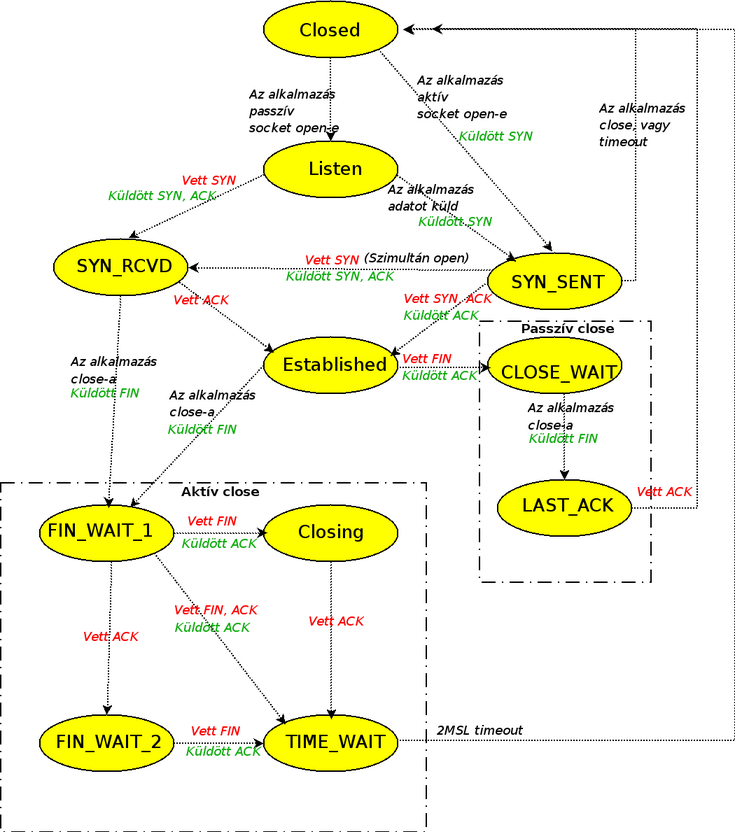 Closed
Az alkalmazás
passzív
socket open-e
Az alkalmazás
aktív
socket open-e
Küldött SYN
Az alkalmazás
close, vagy
timeout
Listen
Vett SYN
Küldött SYN, ACK
Az alkalmazás
adatot küld
Küldött SYN
SYN_RCVD
Vett SYN (Szimultán open)
Küldött SYN, ACK
SYN_SENT
Vett ACK
Vett SYN, ACK
Küldött ACK
Passzív close
Established
Vett FIN
Küldött ACK
CLOSE_WAIT
Az alkalmazás
close-a
Küldött FIN
Az alkalmazás
close-a
Küldött FIN
Az alkalmazás
close-a
Küldött FIN
Aktív close
LAST_ACK
Vett ACK
FIN_WAIT_1
Vett FIN
Küldött ACK
Closing
Vett FIN, ACK
Küldött ACK
Vett ACK
Vett ACK
FIN_WAIT_2
Vett FIN
Küldött ACK
TIME_WAIT
2MSL timeout